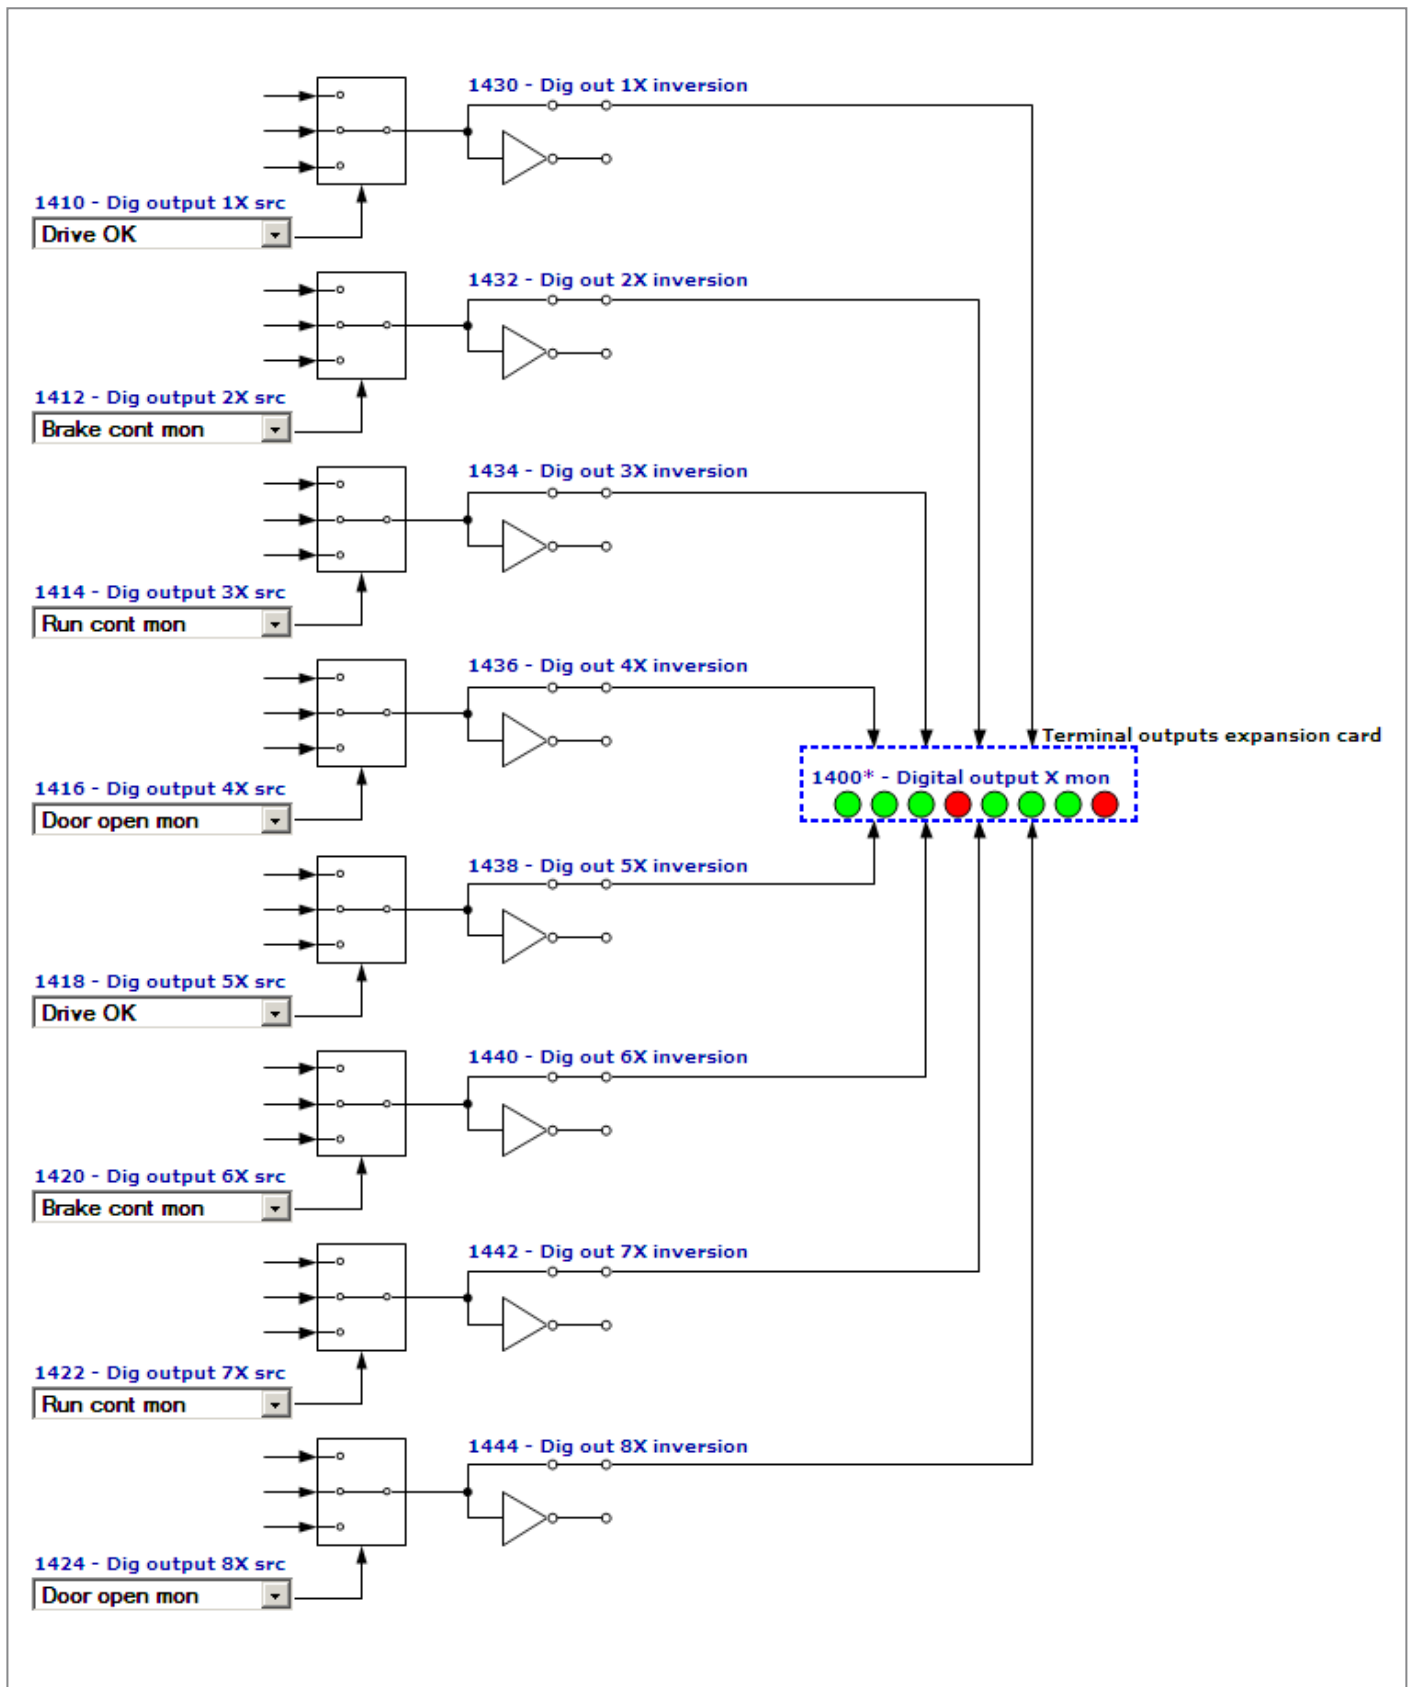 1430 - Dig out 1X inversion
1410 - Dig output 1X src
Drive OK
1432 - Dig out 2X inversion
1412 - Dig output 2X src
Brake cont mon
1434 - Dig out 3X inversion
1414 - Dig output 3X src
Run cont mon
1436 - Dig out 4X inversion
Terminal outputs expansion card
1400* - Digital output X mon
1416 - Dig output 4X src
Door open mon
1438 - Dig out 5X inversion
1418 - Dig output 5X src
Drive OK
1440 - Dig out 6X inversion
1420 - Dig output 6X src
Brake cont mon
1442 - Dig out 7X inversion
1422 - Dig output 7X src
Run cont mon
1444 - Dig out 8X inversion
1424 - Dig output 8X src
Door open mon